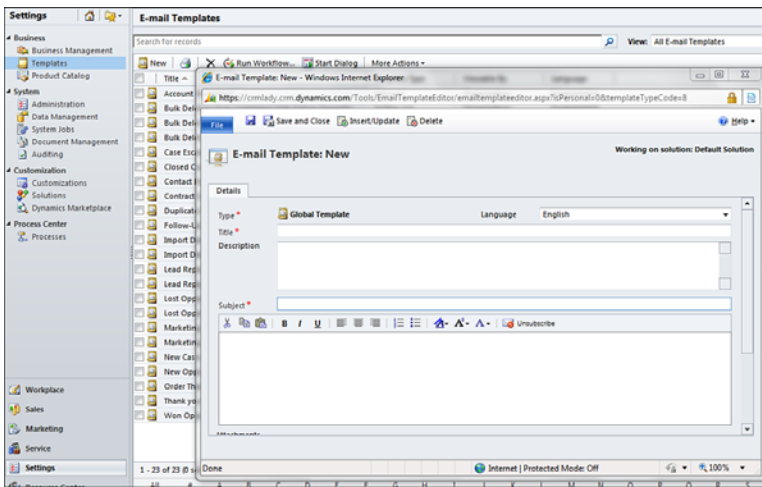 Settings
E-mail Templates
Business
Business Management
Templates
Product Catalog
System
Administration
Data Management
System Jobs
Document Management
Auditing
Customization
Customizations
Solutions
Dynamics Marketplace
Process Center
Processes
Workplace
Sales
Marketing
Service
Settings
Search for records
View: All E-mail Templates
New Run Workflow... Start Dialog More Actions
Title
Account
Bulk Del
Bulk Del
Bulk Del
Case Esc
Closed C
Contact
Contract
Duplicat
Follow-U
Import D
Import D
Lead Rep
Lead Rep
Lost Opp
Lost Opp
Marketin
Marketin
New Cas
New Opp
Order Th
Thank yo
Won Op
1 - 23 of 23 (0 s
All # A B C D E F G H I J K L M N O P Q R S
E-mail Template: New - Windows Internet Explorer
https://crmlady.crm.dynamics.com/Tools/EmailTemplateEditor/emailtemplateeditor.aspx?isPersonal=0&templateTypeCode=8
File Save and Close Insert/Update Delete Help
E-mail Template: New
Working on solution: Default Solution
Details
Type * Global Template Language English
Title *
Description
Subject *
B I U A A A Unsubscribe
Attachments
Done Internet | Protected Mode: Off 100%